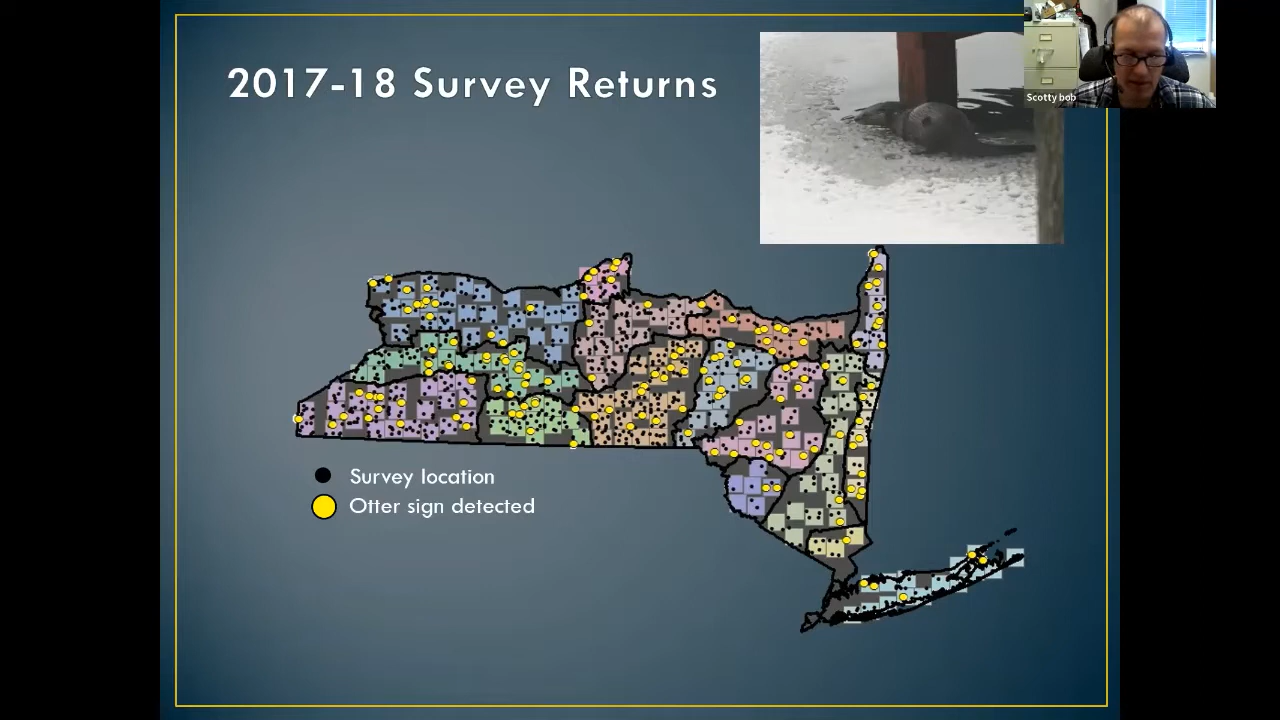 2017-18 Survey Returns
Scotty bob
Survey location
Otter sign detected